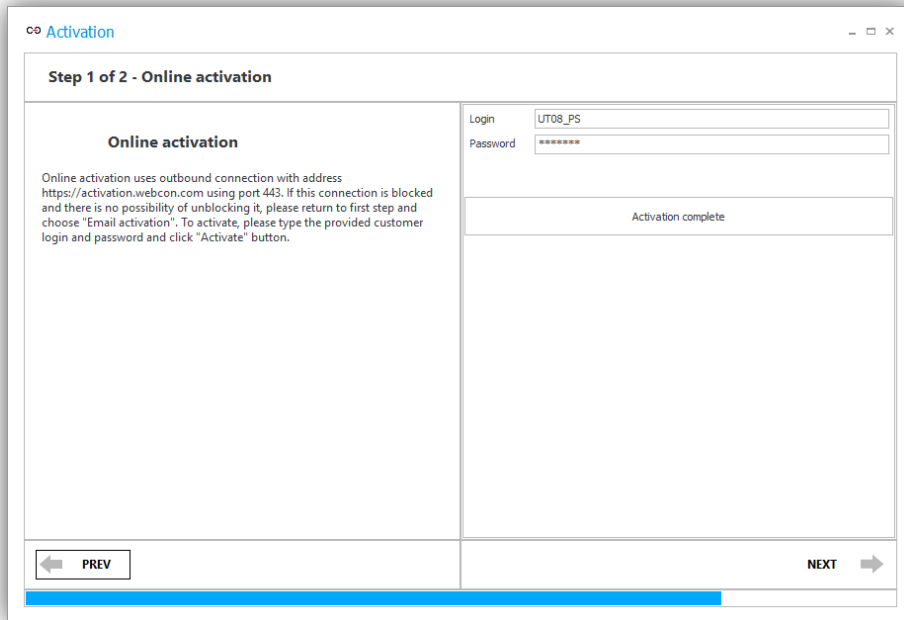 Activation
Step 1 of 2 - Online activation
Online activation
Online activation uses outbound connection with address
https://activation.webcon.com using port 443. If this connection is blocked
and there is no possibility of unblocking it, please return to first step and
choose "Email activation". To activate, please type the provided customer
login and password and click "Activate" button.
Login UT08_PS
Password *******
Activation complete
PREV
NEXT